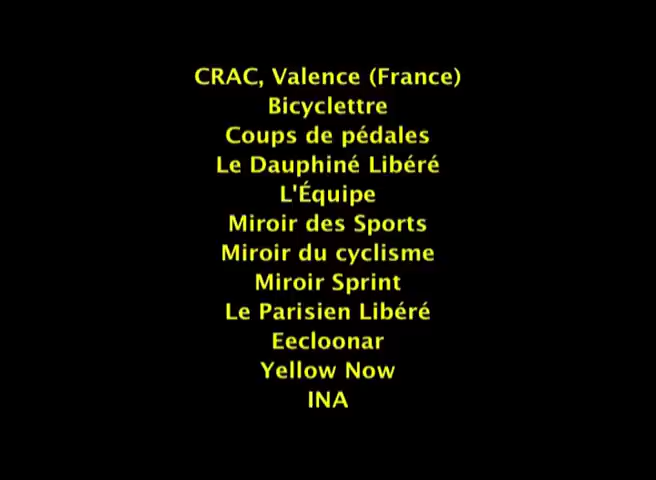 CRAC, Valence (France)
Bicyclettre
Coups de pédales
Le Dauphiné Libéré
L'Équipe
Miroir des Sports
Miroir du cyclisme
Miroir Sprint
Le Parisien Libéré
Eecloonar
Yellow Now
INA